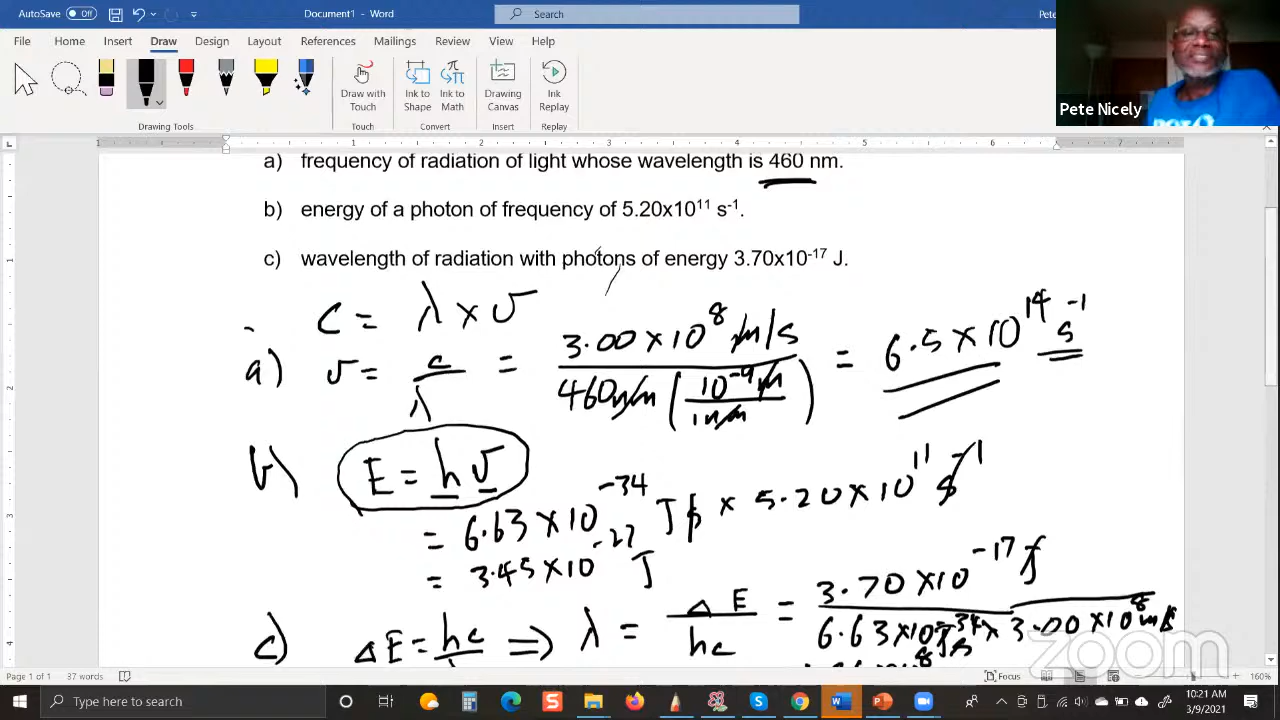 AutoSave Off Document1 - Word Search Pete
File Home Insert Draw Design Layout References Mailings Review View Help
Draw with Touch Ink to Shape Ink to Math Drawing Canvas Ink Replay
Drawing Tools Convert Insert Replay
Pete Nicely
a) frequency of radiation of light whose wavelength is 460 nm.
b) energy of a photon of frequency of 5.20x10¹¹ s⁻¹.
c) wavelength of radiation with photons of energy 3.70x10⁻¹⁷ J.
C = λ × ν
a) ν = c/λ = 3.00 × 10⁸ m/s / 460 nm (10⁻⁹ m / 1 nm) = 6.5 × 10¹⁴ s⁻¹
b) E = hν
= 6.63 × 10⁻³⁴ Js × 5.20 × 10¹¹ s⁻¹
= 3.45 × 10⁻²² J
c) ΔE = hc/λ ⇒ λ = ΔE/hc = 3.70 × 10⁻¹⁷ J / 6.63 × 10⁻³⁴ Js × 3.00 × 10⁸ m/s
zoom
Page 1 of 1 37 words Focus 160%
Type here to search 10:21 AM
3/9/2021